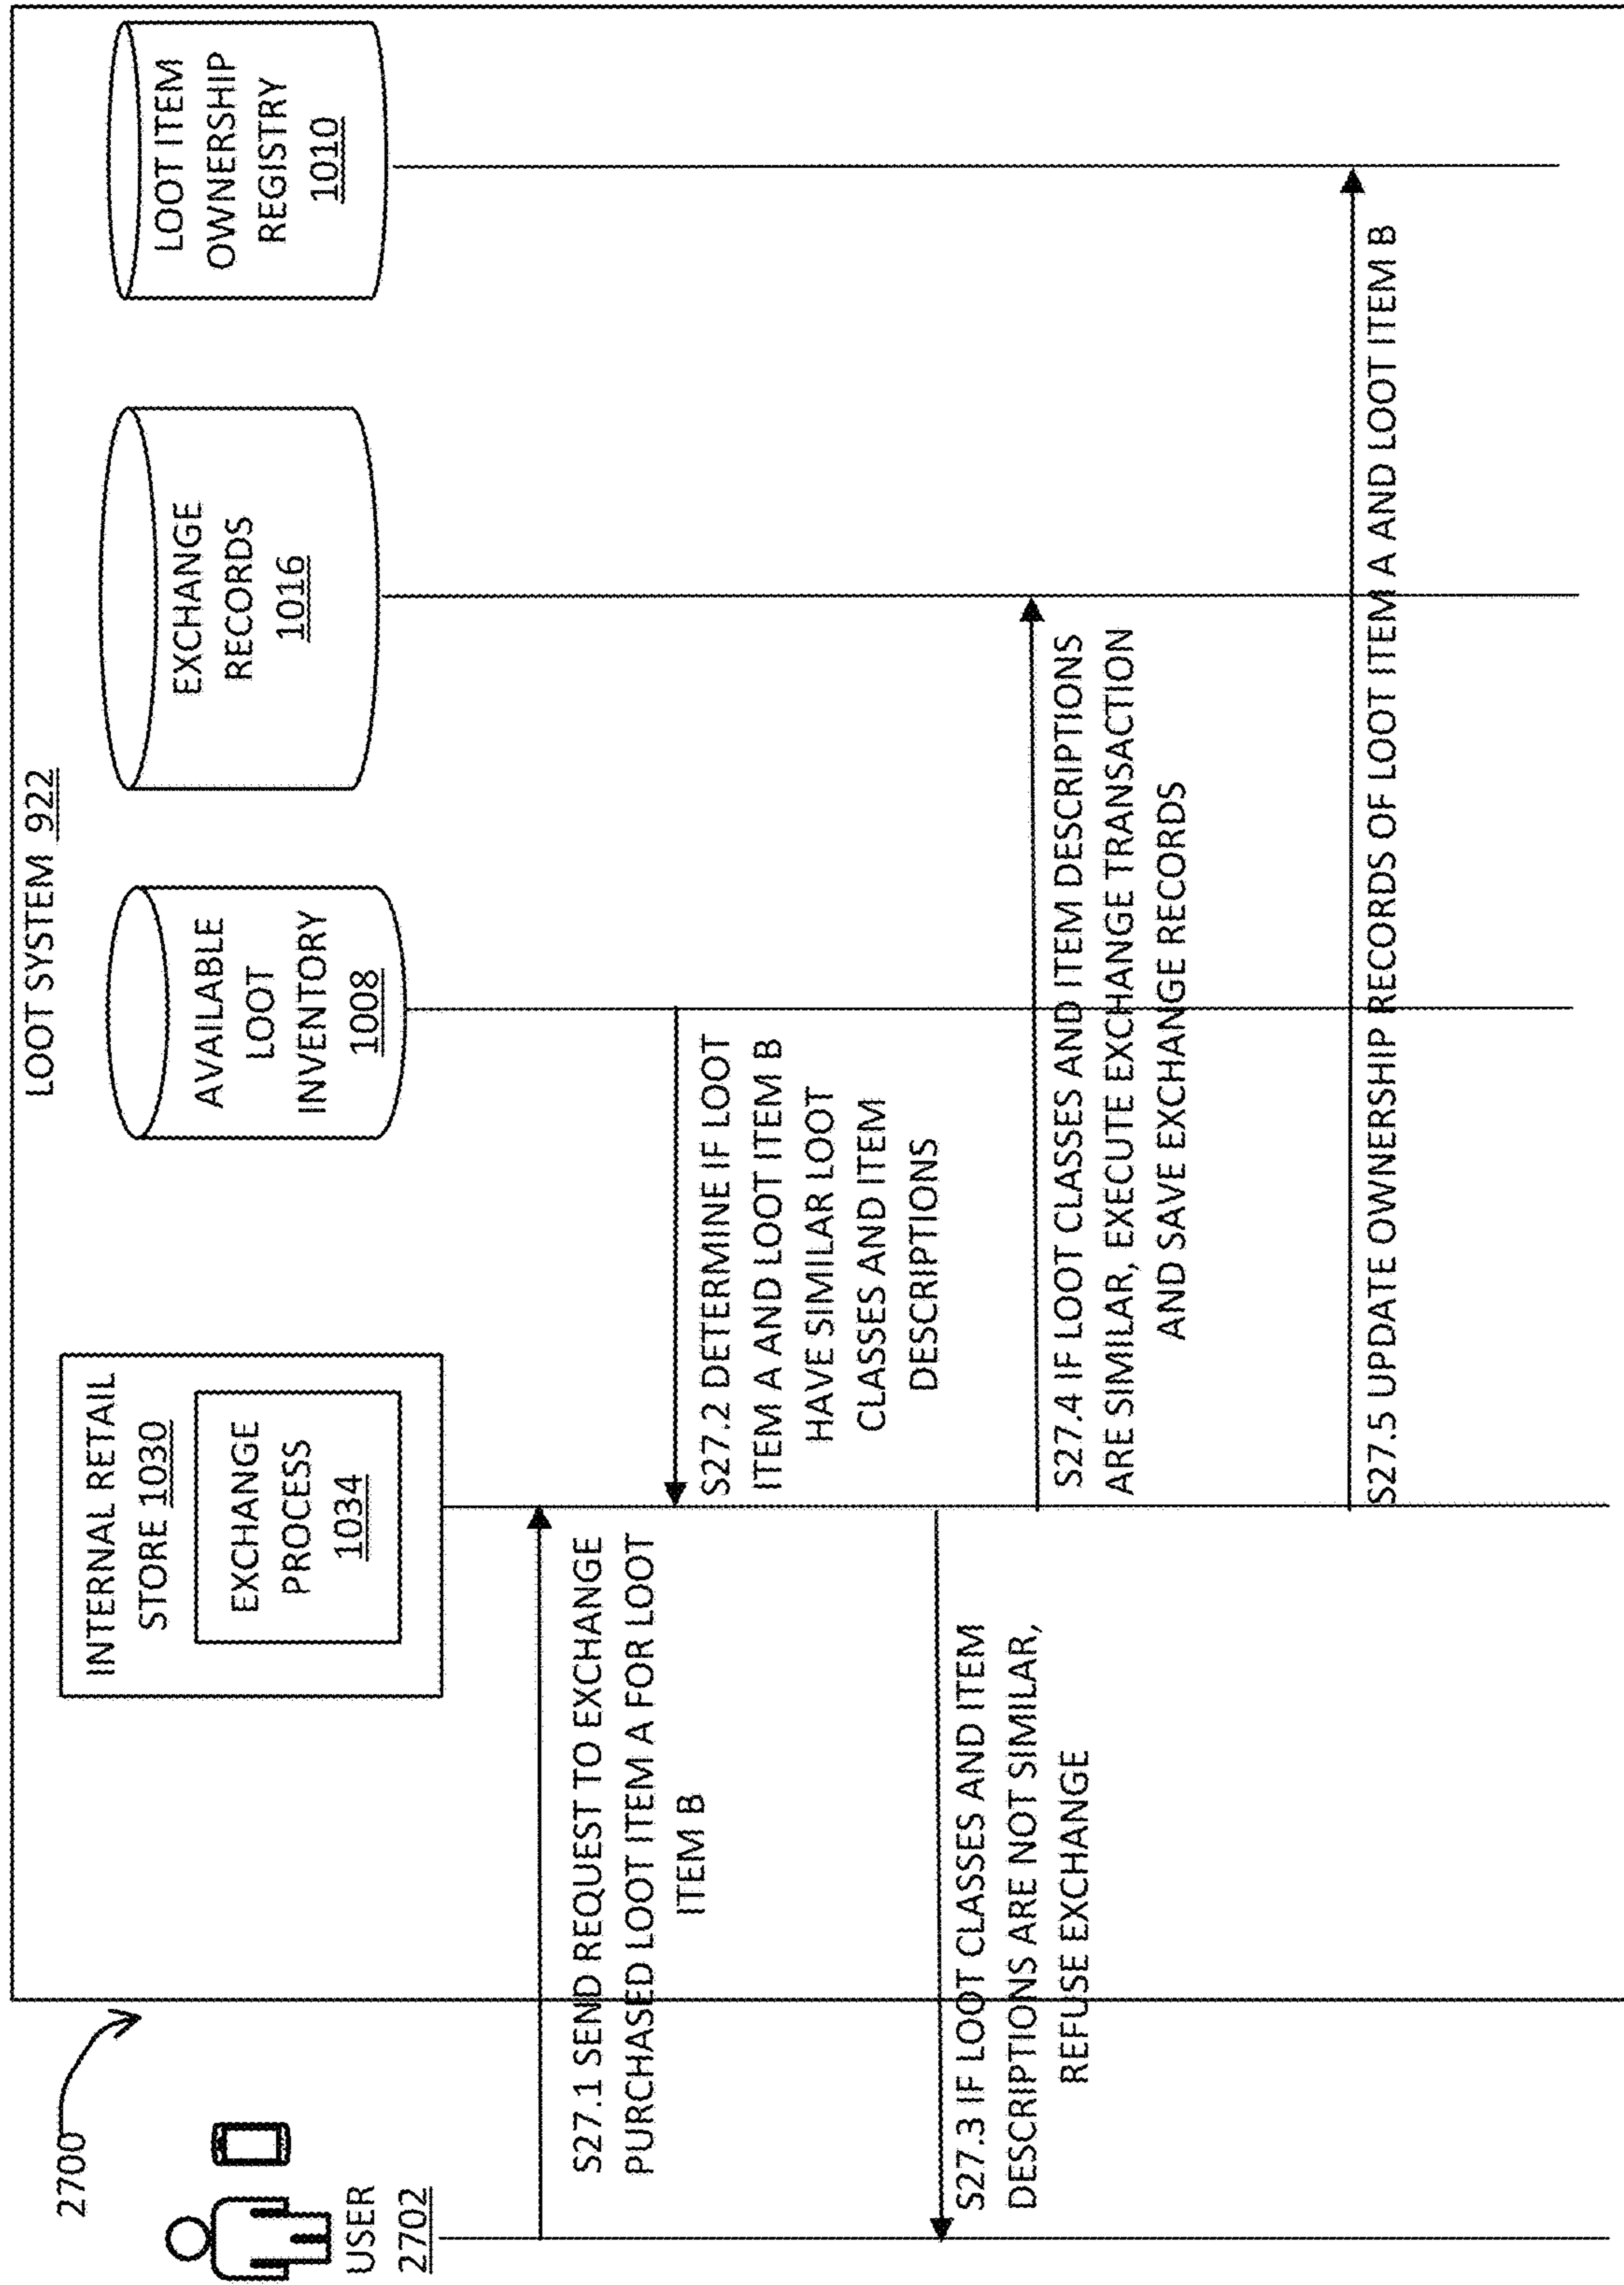 2700
LOOT SYSTEM 922
USER
2702
INTERNAL RETAIL
STORE 1030
EXCHANGE
PROCESS
1034
AVAILABLE
LOOT
INVENTORY
1008
EXCHANGE
RECORDS
1016
LOOT ITEM
OWNERSHIP
REGISTRY
1010
S27.1 SEND REQUEST TO EXCHANGE
PURCHASED LOOT ITEM A FOR LOOT
ITEM B
S27.2 DETERMINE IF LOOT
ITEM A AND LOOT ITEM B
HAVE SIMILAR LOOT
CLASSES AND ITEM
DESCRIPTIONS
S27.3 IF LOOT CLASSES AND ITEM
DESCRIPTIONS ARE NOT SIMILAR,
REFUSE EXCHANGE
S27.4 IF LOOT CLASSES AND ITEM DESCRIPTIONS
ARE SIMILAR, EXECUTE EXCHANGE TRANSACTION
AND SAVE EXCHANGE RECORDS
S27.5 UPDATE OWNERSHIP RECORDS OF LOOT ITEM A AND LOOT ITEM B